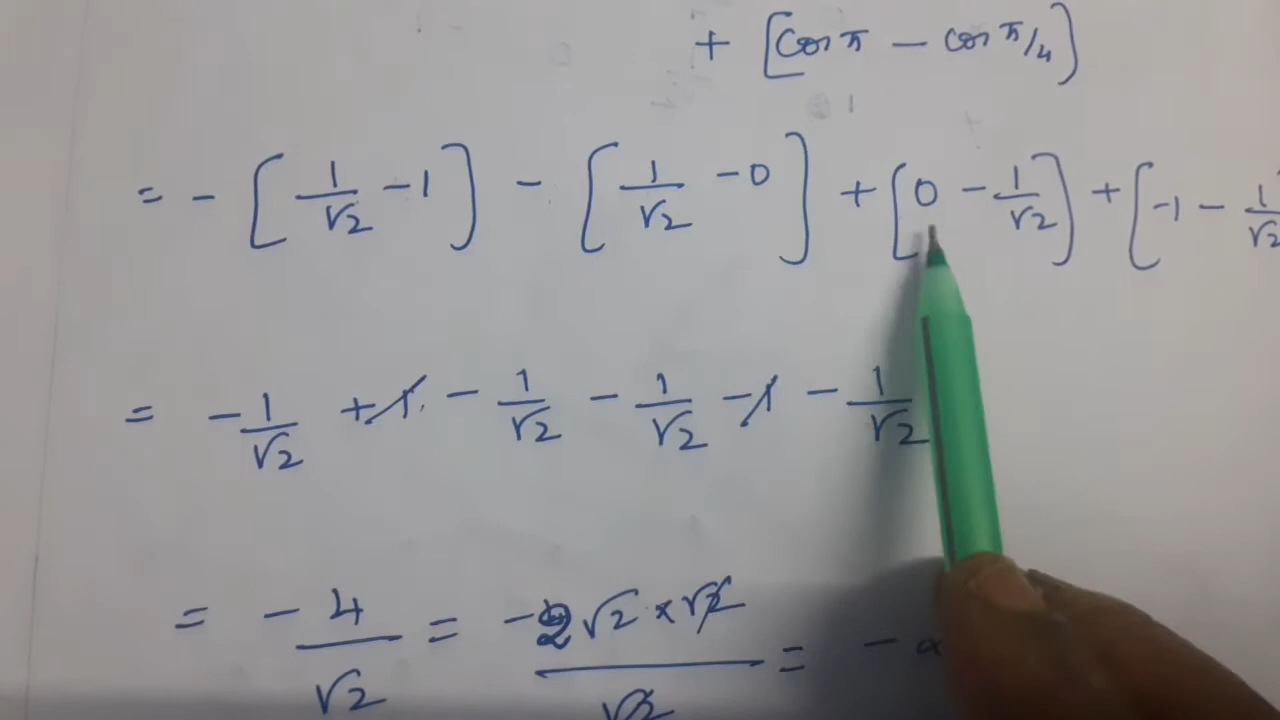 + [cos π − cos π/4]
= − [1/√2 − 1] − [1/√2 − 0] + [0 − 1/√2] + [−1 − 1/√2
= −1/√2 + 1 − 1/√2 − 1/√2 − 1 − 1/√2
= −4/√2 = −2√2 × √2/√2 = −